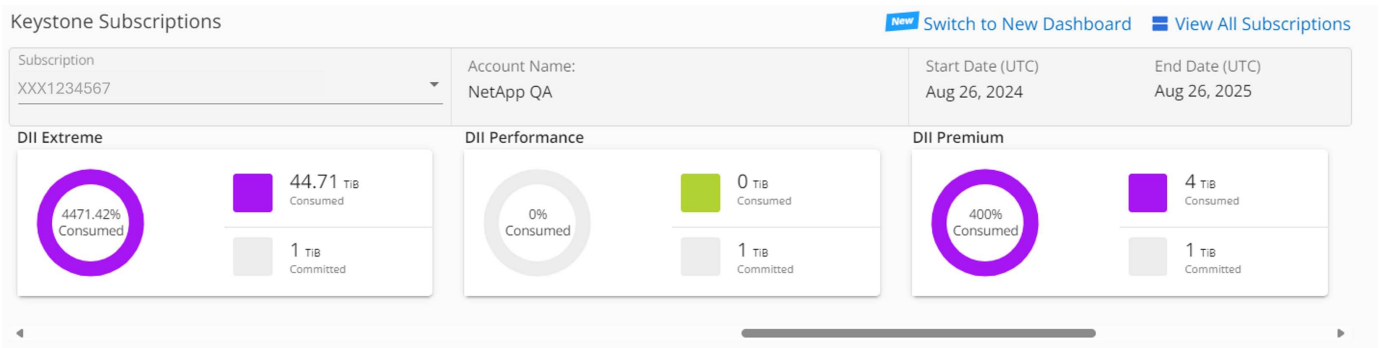 Keystone Subscriptions
New Switch to New Dashboard View All Subscriptions
Subscription
XXX1234567
Account Name:
NetApp QA
Start Date (UTC)
Aug 26, 2024
End Date (UTC)
Aug 26, 2025
DII Extreme
4471.42%
Consumed
44.71 TiB
Consumed
1 TiB
Committed
DII Performance
0%
Consumed
0 TiB
Consumed
1 TiB
Committed
DII Premium
400%
Consumed
4 TiB
Consumed
1 TiB
Committed